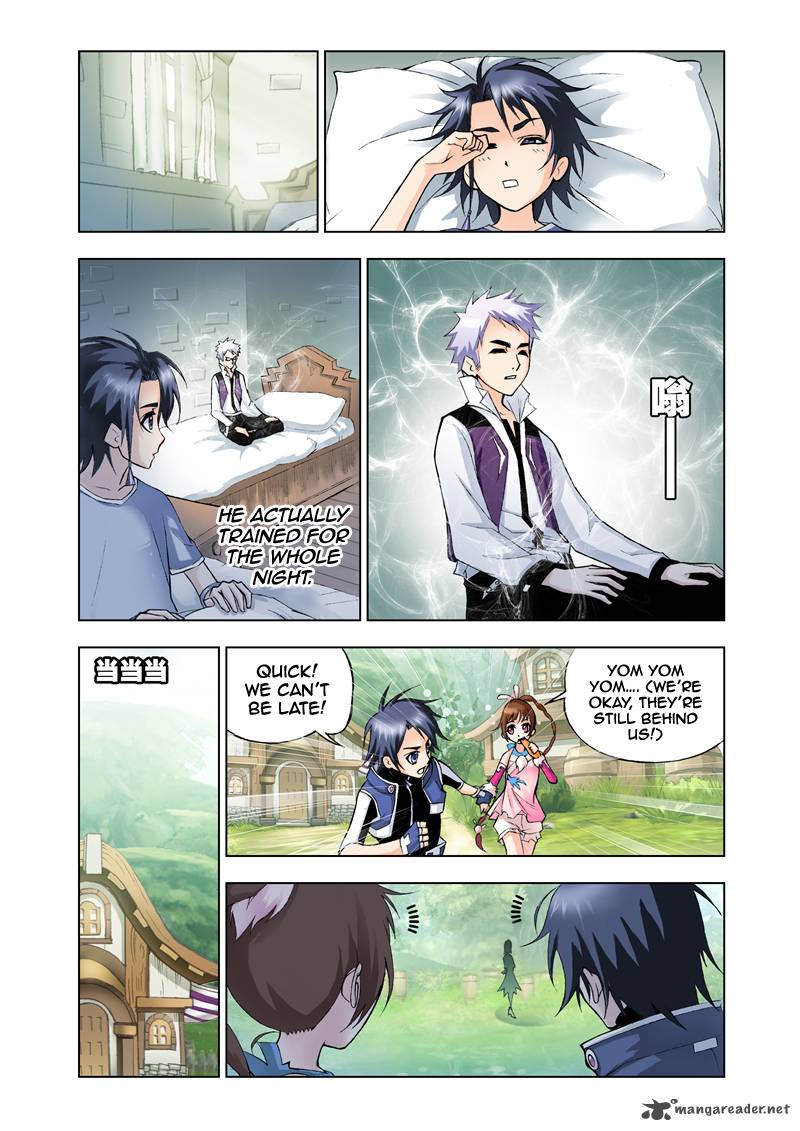 HE ACTUALLY
TRAINED FOR
THE WHOLE
NIGHT.
嗡
当当当
QUICK!
WE CAN'T
BE LATE!
YOM YOM
YOM.... (WE'RE
OKAY, THEY'RE
STILL BEHIND
US!)
mangareader.net